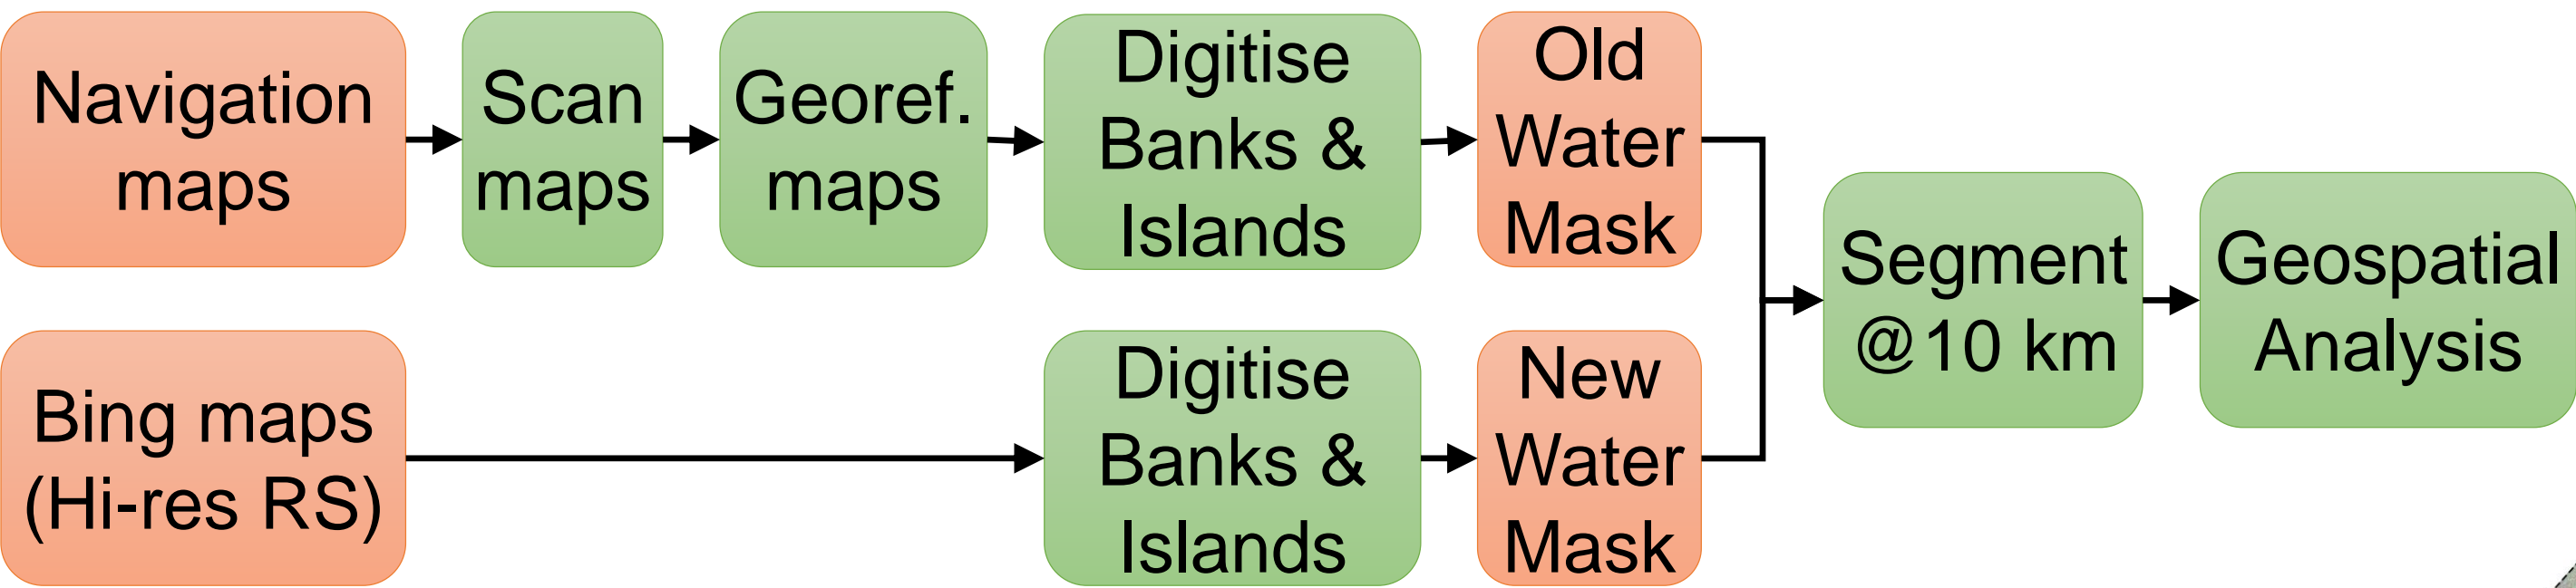 Navigation
maps
Scan
maps
Georef.
maps
Digitise
Banks &
Islands
Old
Water
Mask
Bing maps
(Hi-res RS)
Digitise
Banks &
Islands
New
Water
Mask
Segment
@10 km
Geospatial
Analysis